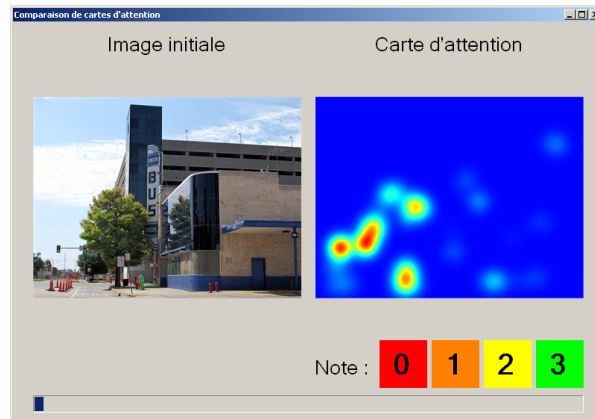 Comparaison de cartes d'attention
Image initiale
Carte d'attention
BUS
Note :
0 1 2 3